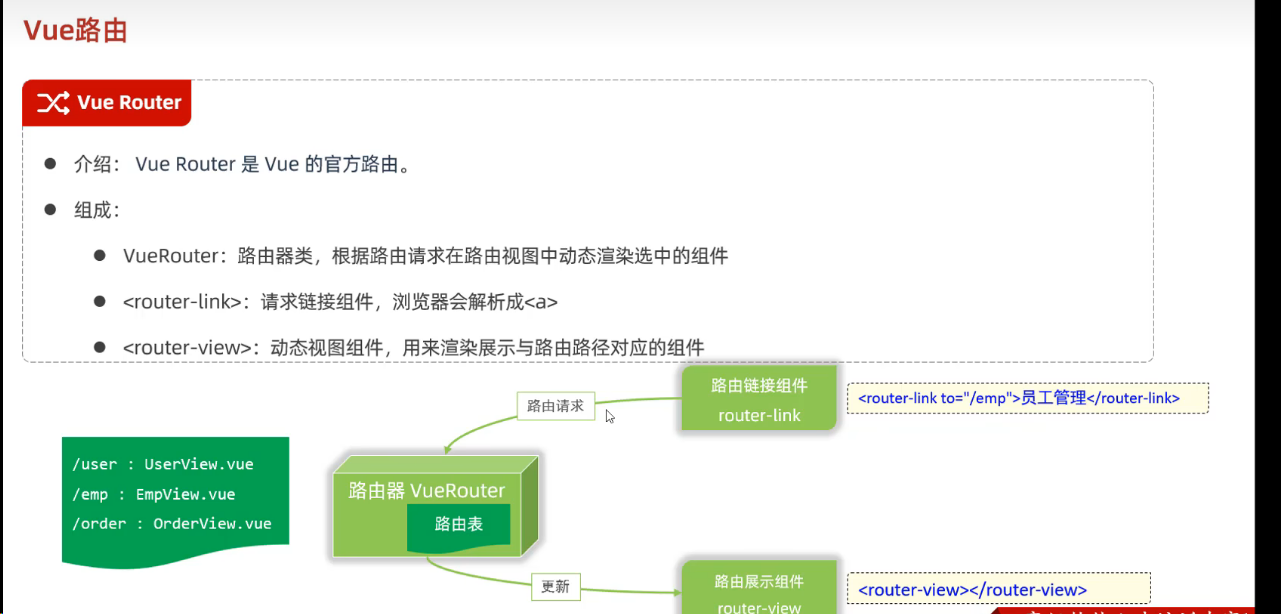 Vue路由
Vue Router
介绍： Vue Router 是 Vue 的官方路由。
组成：
VueRouter：路由器类，根据路由请求在路由视图中动态渲染选中的组件
<router-link>：请求链接组件，浏览器会解析成<a>
<router-view>：动态视图组件，用来渲染展示与路由路径对应的组件
路由链接组件
router-link
<router-link to="/emp">员工管理</router-link>
路由请求
/user : UserView.vue
/emp : EmpView.vue
/order : OrderView.vue
路由器 VueRouter
路由表
更新
路由展示组件
router-view
<router-view></router-view>